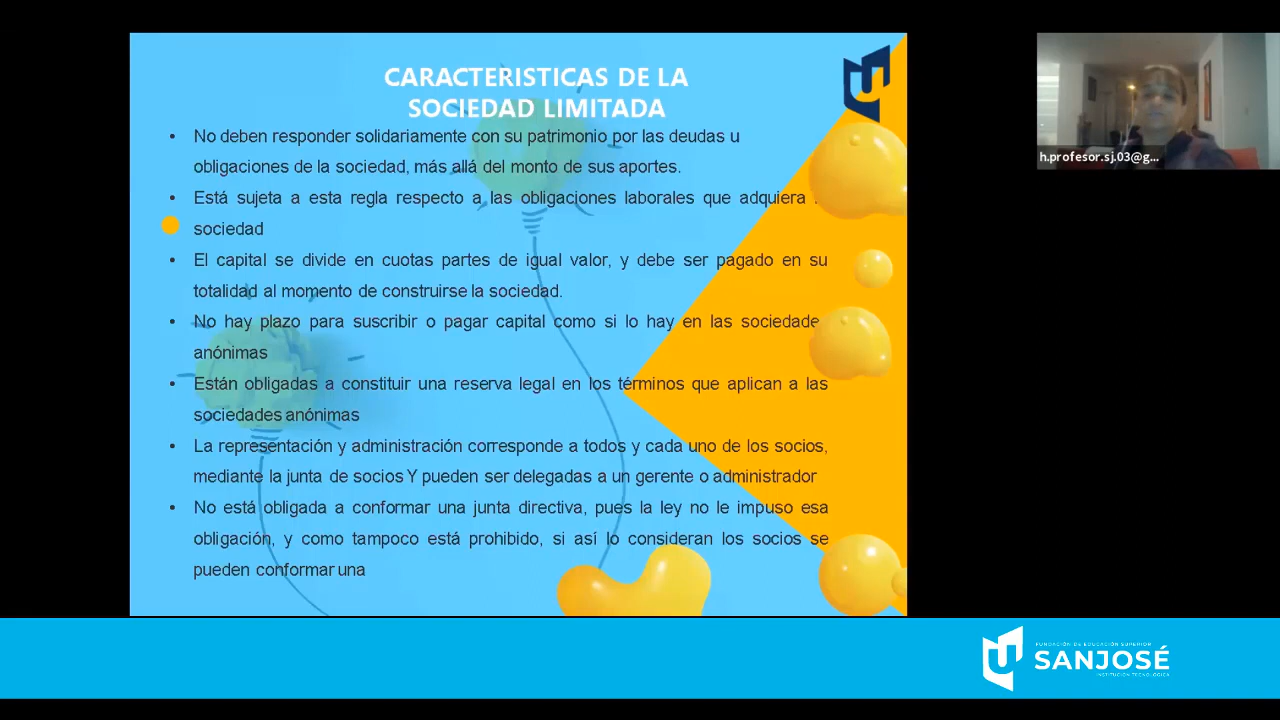 CARACTERISTICAS DE LA
SOCIEDAD LIMITADA
• No deben responder solidariamente con su patrimonio por las deudas u
obligaciones de la sociedad, más allá del monto de sus aportes.
• Está sujeta a esta regla respecto a las obligaciones laborales que adquiera
sociedad
• El capital se divide en cuotas partes de igual valor, y debe ser pagado en su
totalidad al momento de construirse la sociedad.
• No hay plazo para suscribir o pagar capital como si lo hay en las sociedade
anónimas
• Están obligadas a constituir una reserva legal en los términos que aplican a las
sociedades anónimas
• La representación y administración corresponde a todos y cada uno de los socios,
mediante la junta de socios Y pueden ser delegadas a un gerente o administrador
• No está obligada a conformar una junta directiva, pues la ley no le impuso esa
obligación, y como tampoco está prohibido, si así lo consideran los socios se
pueden conformar una
h.profesor.sj.03@g...
FUNDACIÓN DE EDUCACIÓN SUPERIOR
SANJOSÉ
INSTITUCIÓN TECNOLÓGICA